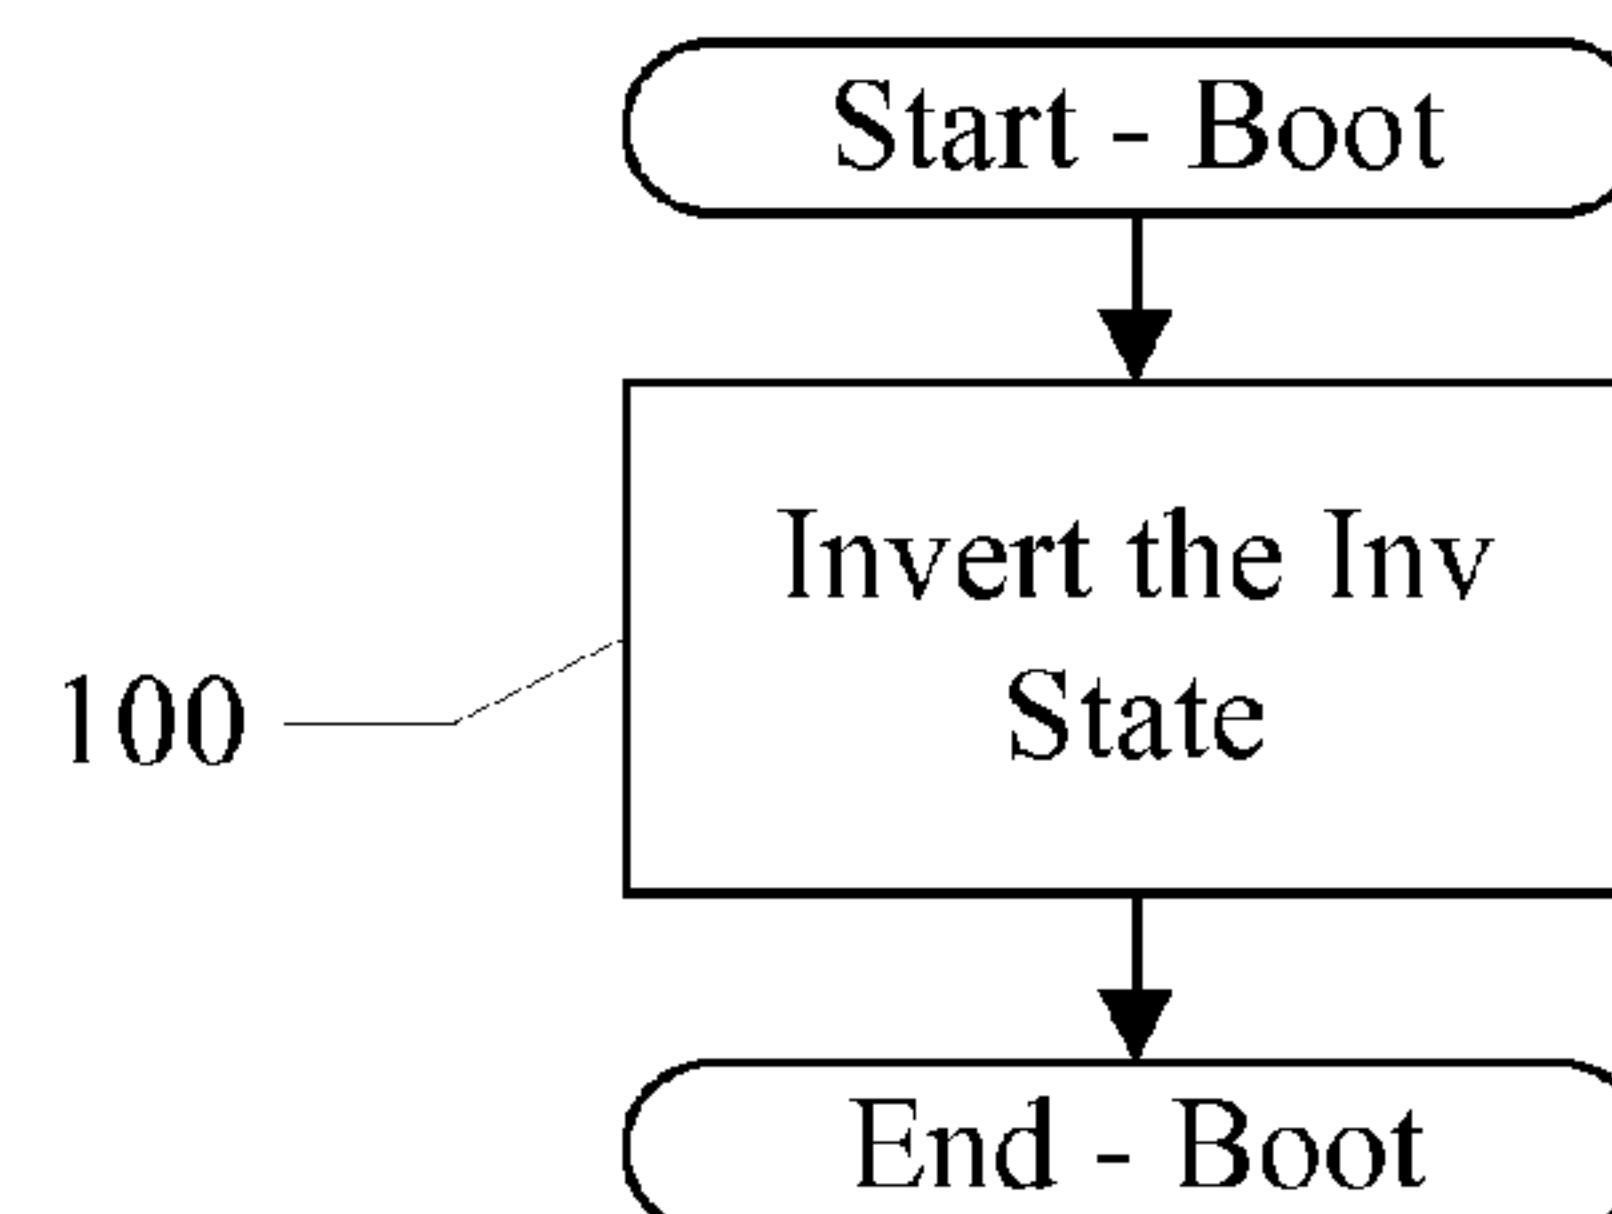 Start - Boot
Invert the Inv
State
100
End - Boot